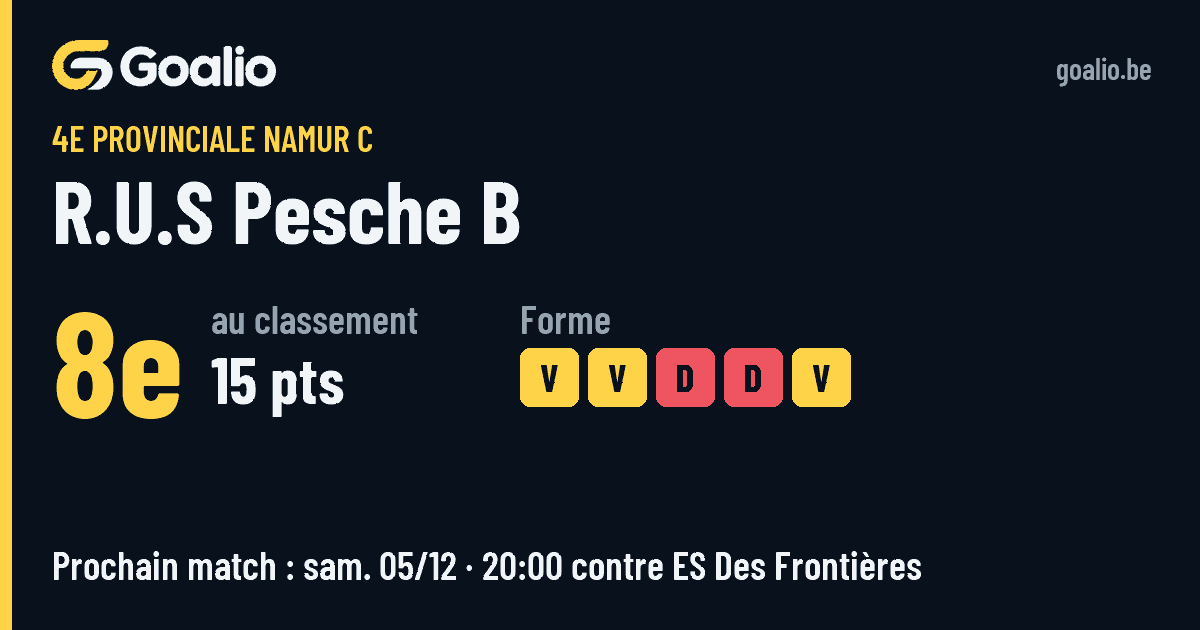 Goalio
goalio.be
4E PROVINCIALE NAMUR C
R.U.S Pesche B
8e
au classement
15 pts
Forme
V V D D V
Prochain match : sam. 05/12 · 20:00 contre ES Des Frontières